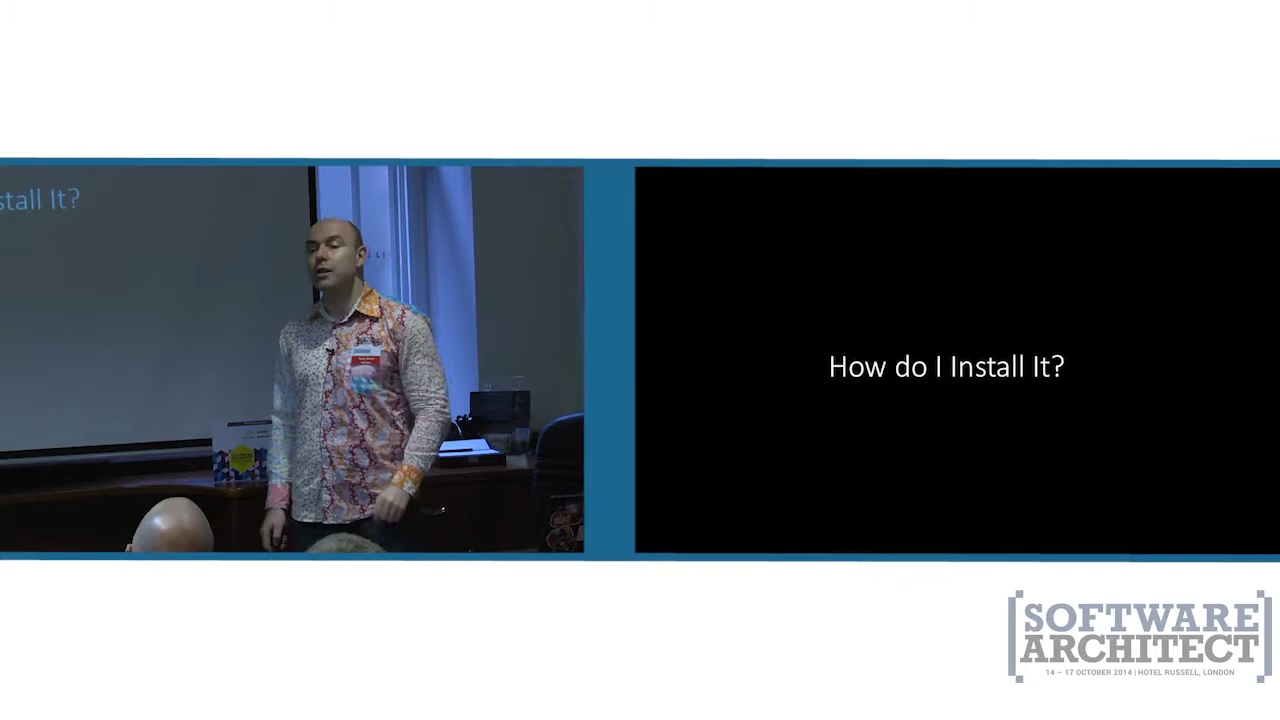 stall It?
How do I Install It?
[SOFTWARE
ARCHITECT]
14 – 17 OCTOBER 2014 | HOTEL RUSSELL, LONDON